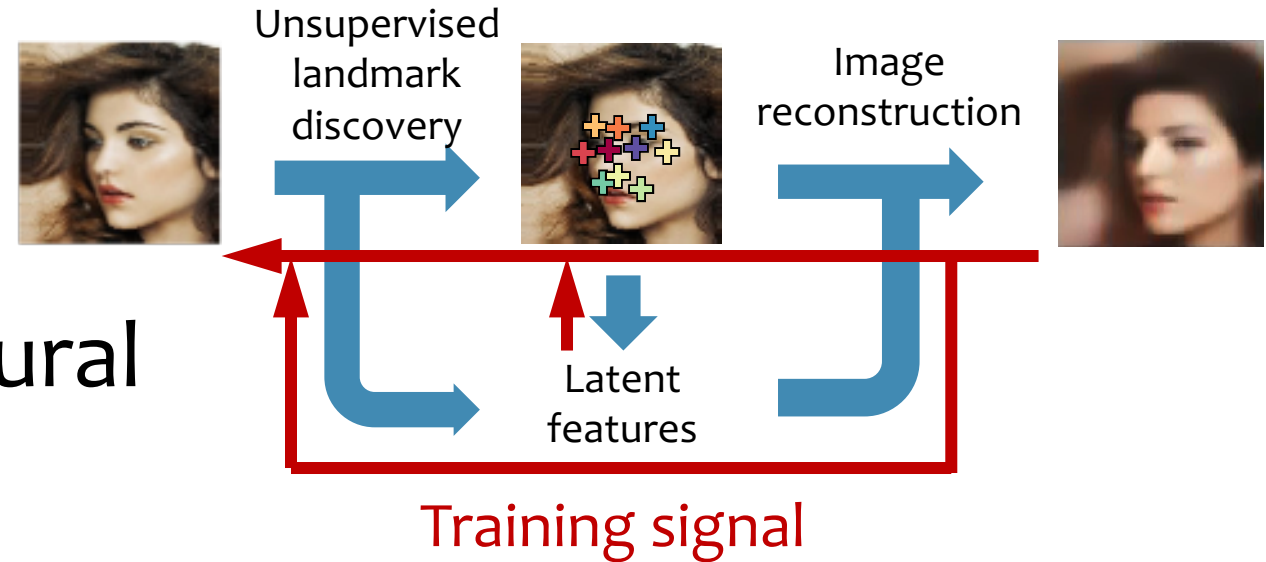 Unsupervised
landmark
discovery
Image
reconstruction
ural
Latent
features
Training signal